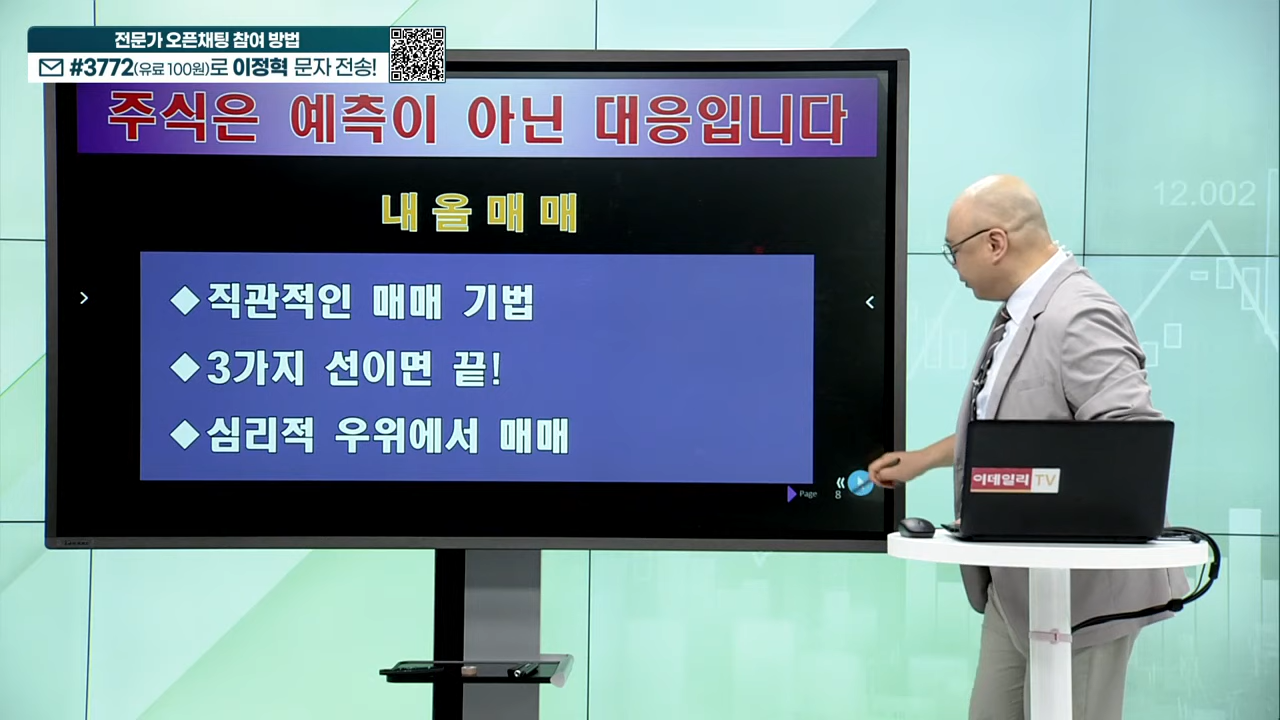 전문가 오픈채팅 참여 방법
#3772(유료 100원)로 이정혁 문자 전송!
주식은 예측이 아닌 대응입니다
내올매매
◆직관적인 매매 기법
◆3가지 선이면 끝!
◆심리적 우위에서 매매
Page 8
이데일리 TV
12.002